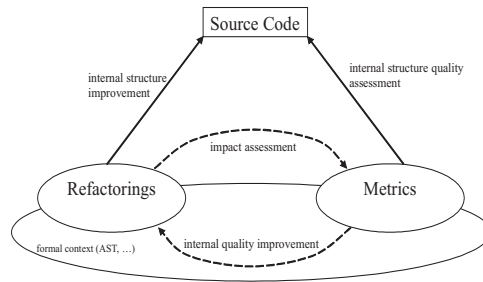 Source Code
internal structure
improvement
internal structure quality
assessment
impact assessment
Refactorings
Metrics
internal quality improvement
formal context (AST, ...)